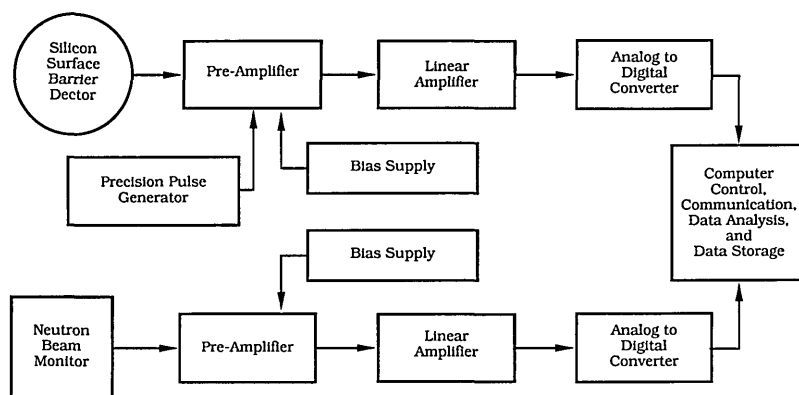 Silicon
Surface
Barrier
Dector
Pre-Amplifier
Linear
Amplifier
Analog to
Digital
Converter
Precision Pulse
Generator
Bias Supply
Computer
Control,
Communication,
Data Analysis,
and
Data Storage
Bias Supply
Neutron
Beam
Monitor
Pre-Amplifier
Linear
Amplifier
Analog to
Digital
Converter